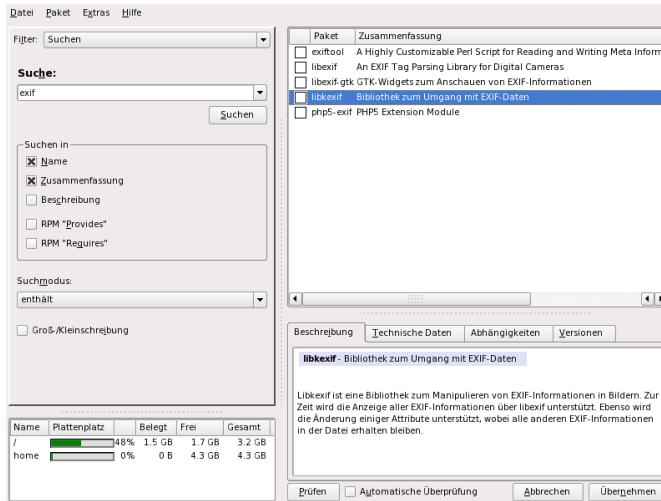 Datei Paket Extras Hilfe
Filter: Suchen
Suche:
exif
Suchen
Suchen in
Name
Zusammenfassung
Beschreibung
RPM "Provides"
RPM "Requires"
Suchmodus:
enthält
Groß-/Kleinschreibung
Name Plattenplatz Belegt Frei Gesamt
/ 48% 1.5 GB 1.7 GB 3.2 GB
home 0% 0 B 4.3 GB 4.3 GB
Paket Zusammenfassung
exiftool A Highly Customizable Perl Script for Reading and Writing Meta Inform
libexif An EXIF Tag Parsing Library for Digital Cameras
libexif-gtk GTK-Widgets zum Anschauen von EXIF-Informationen
libkexif Bibliothek zum Umgang mit EXIF-Daten
php5-exif PHP5 Extension Module
Beschreibung Technische Daten Abhängigkeiten Versionen
libkexif - Bibliothek zum Umgang mit EXIF-Daten
Libkexif ist eine Bibliothek zum Manipulieren von EXIF-Informationen in Bildern. Zur
Zeit wird die Anzeige aller EXIF-Informationen über libexif unterstützt. Ebenso wird
die Änderung einiger Attribute unterstützt, wobei alle anderen EXIF-Informationen
in der Datei erhalten bleiben.
Prüfen Automatische Überprüfung Abbrechen Übernehmen